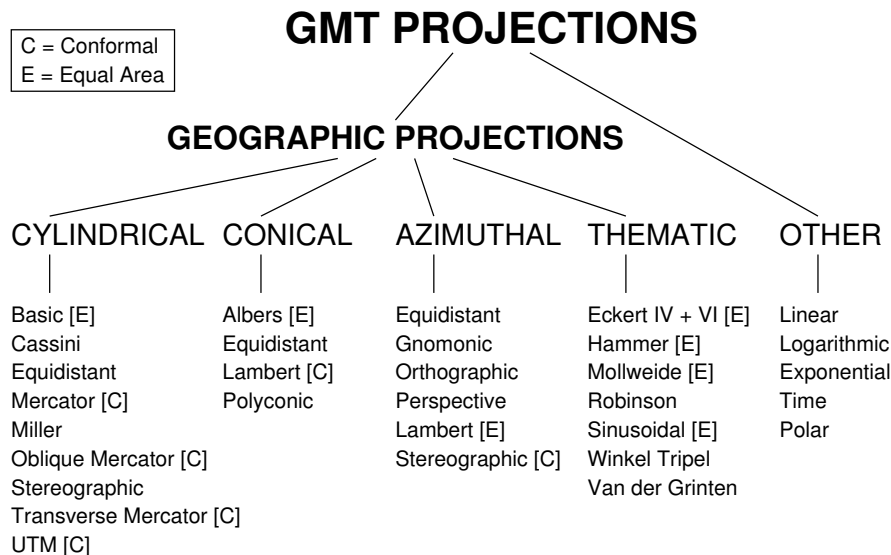 GMT PROJECTIONS
C = Conformal
E = Equal Area
GEOGRAPHIC PROJECTIONS
CYLINDRICAL
Basic [E]
Cassini
Equidistant
Mercator [C]
Miller
Oblique Mercator [C]
Stereographic
Transverse Mercator [C]
UTM [C]
CONICAL
Albers [E]
Equidistant
Lambert [C]
Polyconic
AZIMUTHAL
Equidistant
Gnomonic
Orthographic
Perspective
Lambert [E]
Stereographic [C]
THEMATIC
Eckert IV + VI [E]
Hammer [E]
Mollweide [E]
Robinson
Sinusoidal [E]
Winkel Tripel
Van der Grinten
OTHER
Linear
Logarithmic
Exponential
Time
Polar